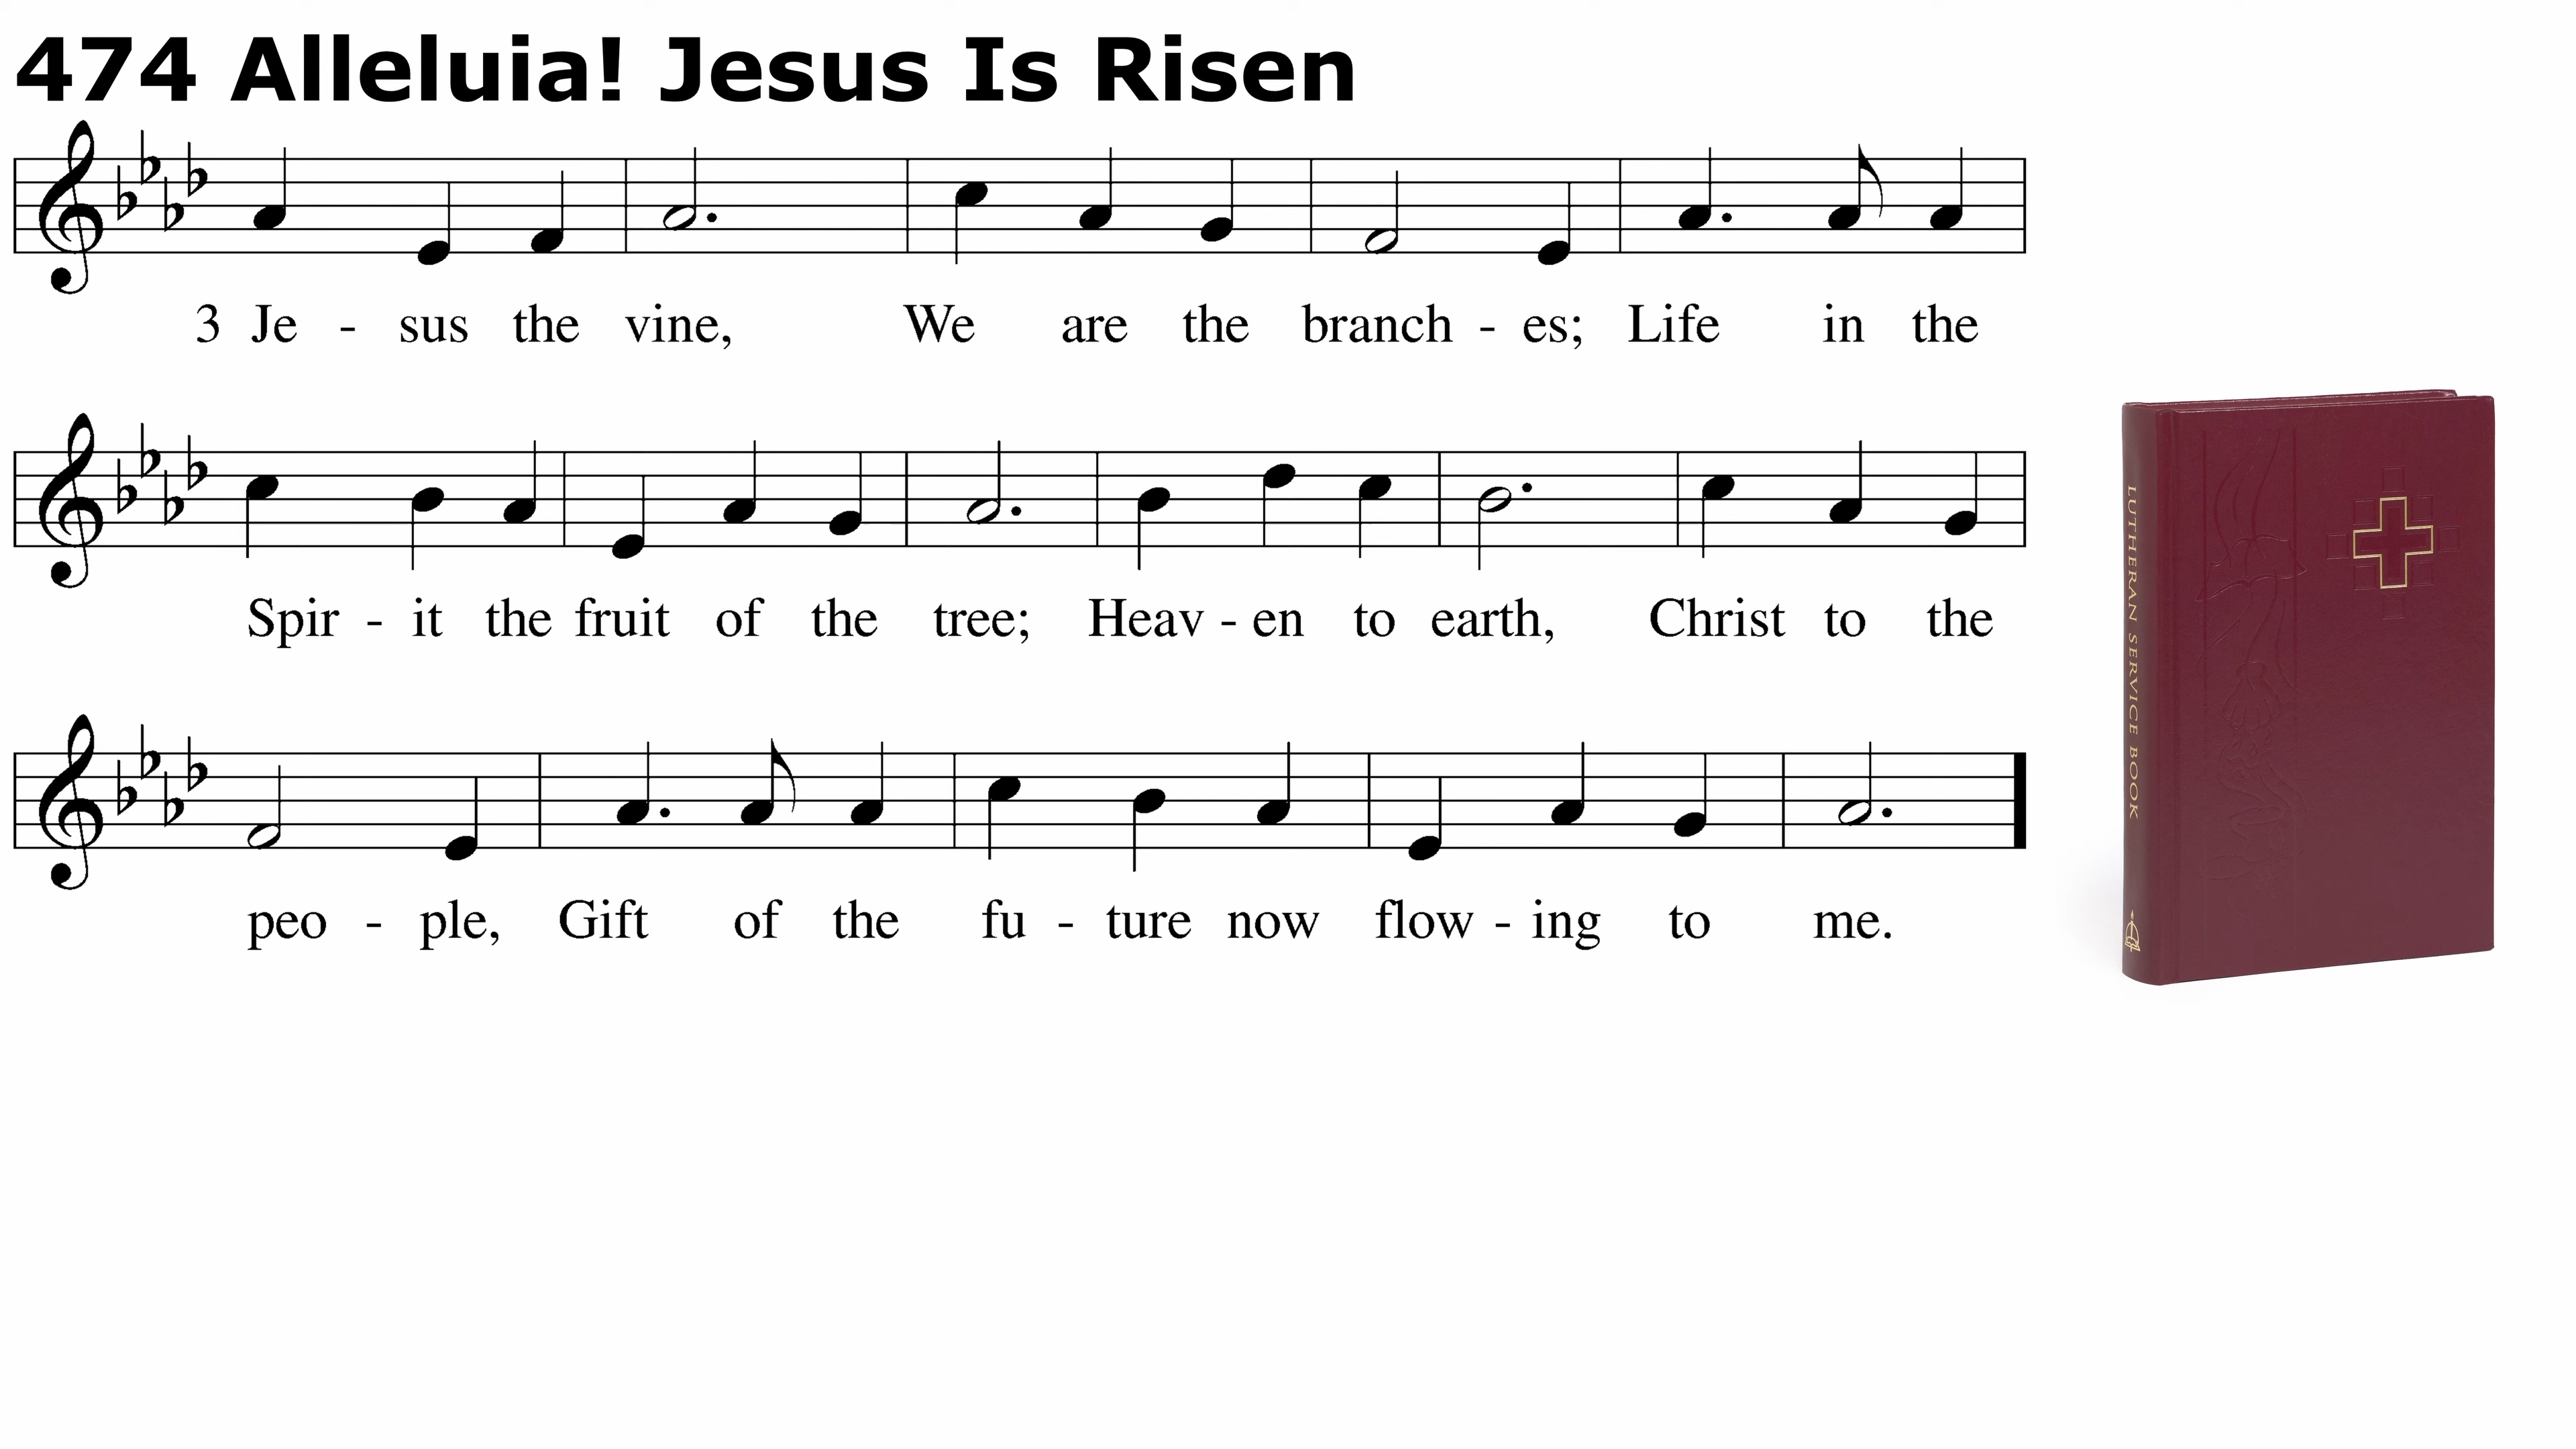 474 Alleluia! Jesus Is Risen
3 Je - sus the vine, We are the branch - es; Life in the
Spir - it the fruit of the tree; Heav - en to earth, Christ to the
peo - ple, Gift of the fu - ture now flow - ing to me.
LUTHERAN SERVICE BOOK